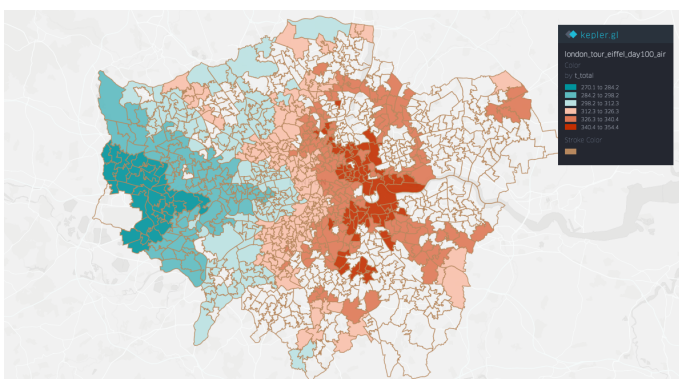 kepler.gl
london_tour_eiffel_day100_air
Color
by t_total
270.1 to 284.2
284.2 to 298.2
298.2 to 312.3
312.3 to 326.3
326.3 to 340.4
340.4 to 354.4
Stroke Color